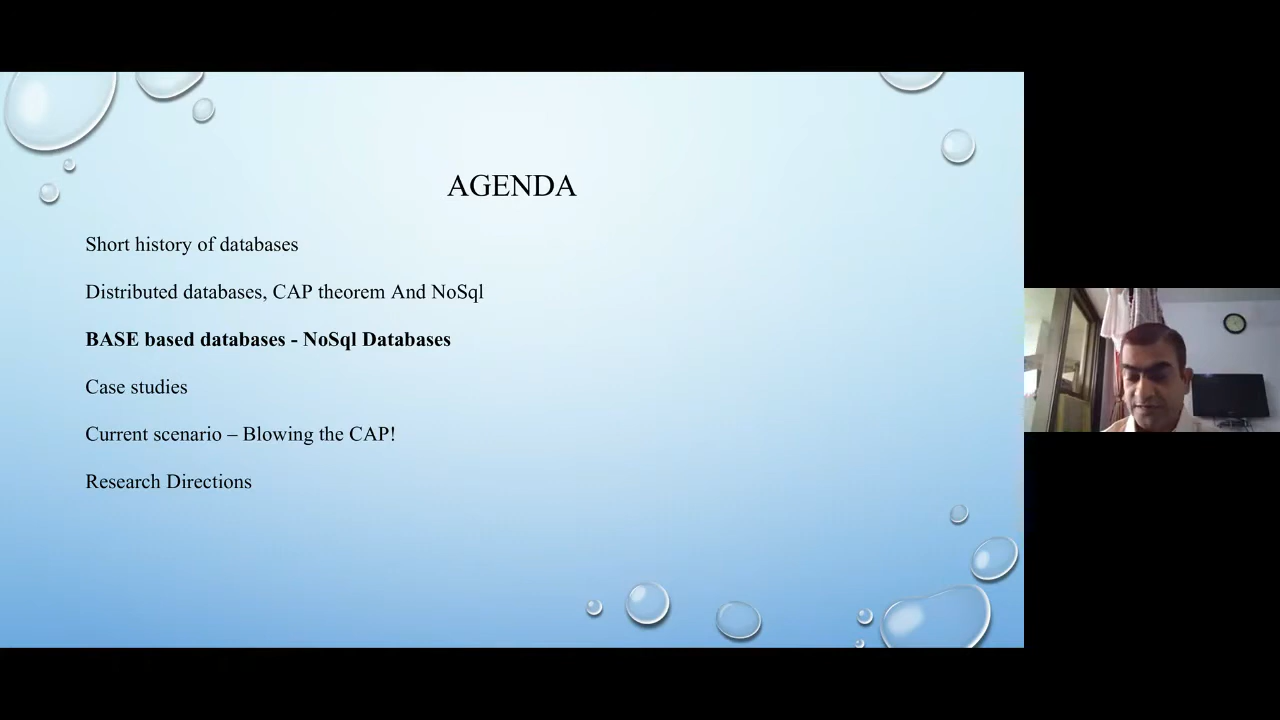 AGENDA
Short history of databases
Distributed databases, CAP theorem And NoSql
BASE based databases - NoSql Databases
Case studies
Current scenario – Blowing the CAP!
Research Directions